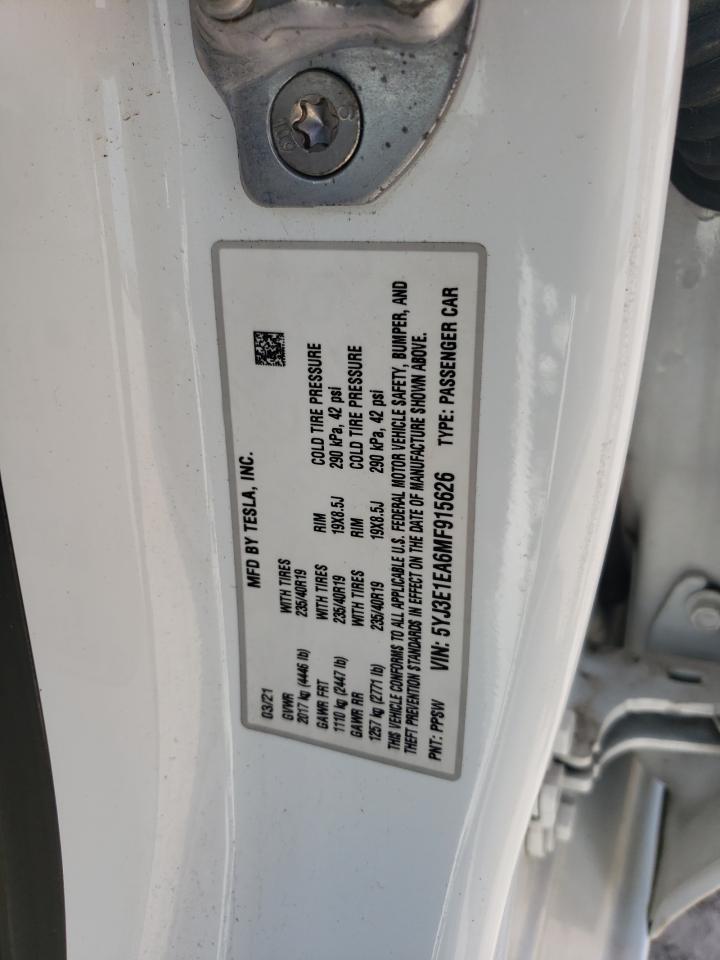 MFD BY TESLA, INC.
03/21
GVWR WITH TIRES
2017 kg (4446 lb) 235/40R19
GAWR FRT WITH TIRES RIM COLD TIRE PRESSURE
1110 kg (2447 lb) 235/40R19 19X8.5J 290 kPa, 42 psi
GAWR RR WITH TIRES RIM COLD TIRE PRESSURE
1257 kg (2771 lb) 235/40R19 19X8.5J 290 kPa, 42 psi
THIS VEHICLE CONFORMS TO ALL APPLICABLE U.S. FEDERAL MOTOR VEHICLE SAFETY, BUMPER, AND
THEFT PREVENTION STANDARDS IN EFFECT ON THE DATE OF MANUFACTURE SHOWN ABOVE.
PNT: PPSW VIN: 5YJ3E1EA6MF915626 TYPE: PASSENGER CAR